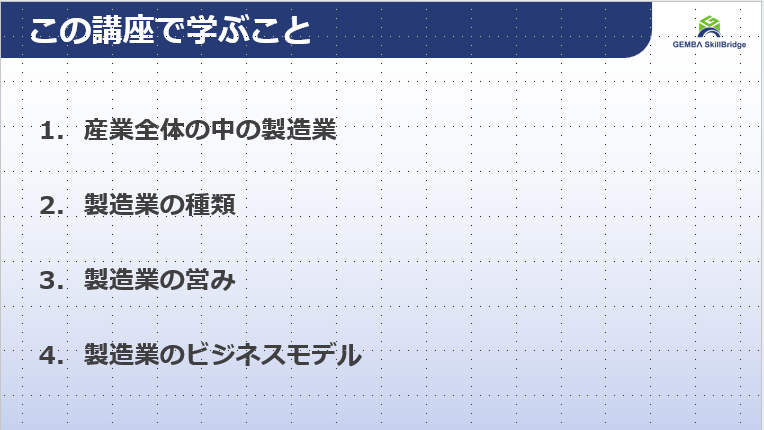 この講座で学ぶこと
GEMBA SkillBridge
1. 産業全体の中の製造業
2. 製造業の種類
3. 製造業の営み
4. 製造業のビジネスモデル